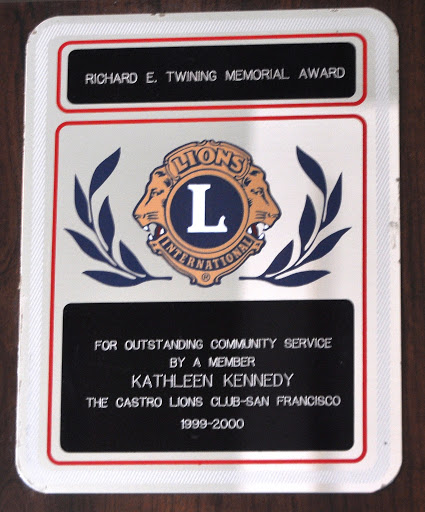 RICHARD E. TWINING MEMORIAL AWARD
LIONS
L
INTERNATIONAL
®
FOR OUTSTANDING COMMUNITY SERVICE
BY A MEMBER
KATHLEEN KENNEDY
THE CASTRO LIONS CLUB-SAN FRANCISCO
1999-2000